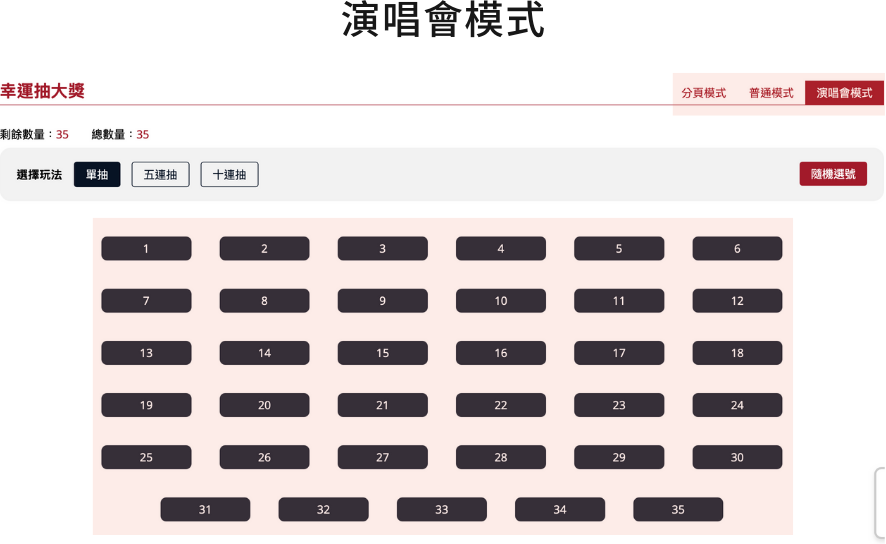 演唱會模式
幸運抽大獎
分頁模式 普通模式 演唱會模式
剩餘數量：35 總數量：35
選擇玩法 單抽 五連抽 十連抽 隨機選號
1 2 3 4 5 6
7 8 9 10 11 12
13 14 15 16 17 18
19 20 21 22 23 24
25 26 27 28 29 30
31 32 33 34 35